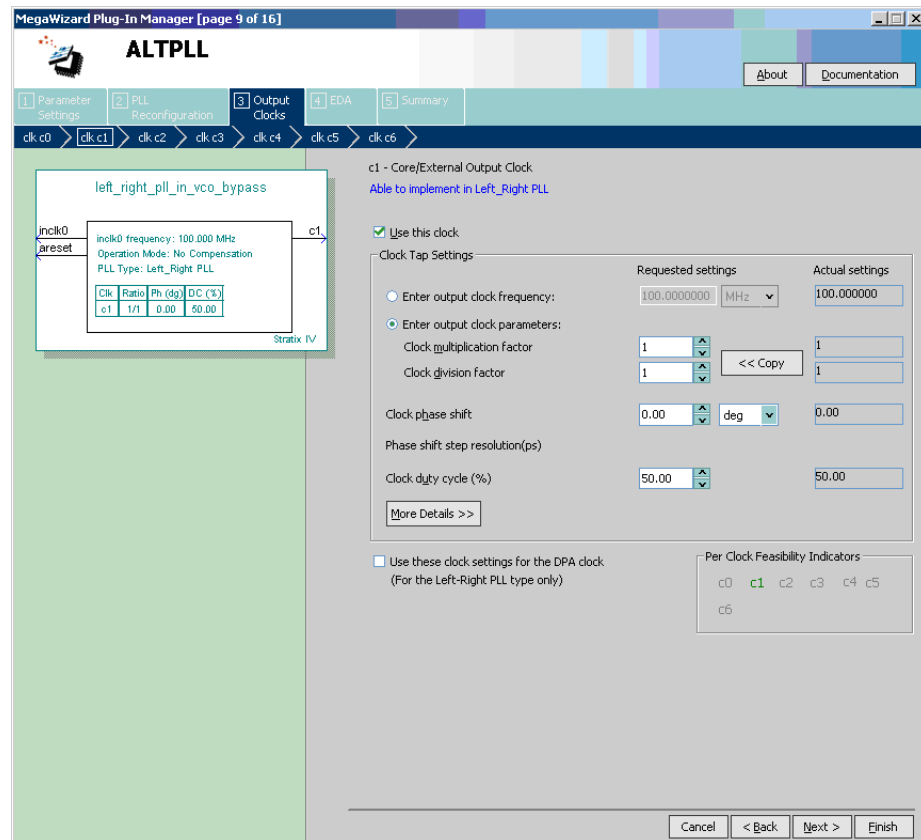 MegaWizard Plug-In Manager [page 9 of 16]
ALTPLL
About
Documentation
1 Parameter Settings
2 PLL Reconfiguration
3 Output Clocks
4 EDA
5 Summary
clk c0 clk c1 clk c2 clk c3 clk c4 clk c5 clk c6
left_right_pll_in_vco_bypass
inclk0
areset
c1
inclk0 frequency: 100.000 MHz
Operation Mode: No Compensation
PLL Type: Left_Right PLL
Clk Ratio Ph (dg) DC (%)
c1 1/1 0.00 50.00
Stratix IV
c1 - Core/External Output Clock
Able to implement in Left_Right PLL
Use this clock
Clock Tap Settings
Requested settings Actual settings
Enter output clock frequency: 100.0000000 MHz 100.000000
Enter output clock parameters:
Clock multiplication factor 1 1
<< Copy
Clock division factor 1 1
Clock phase shift 0.00 deg 0.00
Phase shift step resolution(ps)
Clock duty cycle (%) 50.00 50.00
More Details >>
Use these clock settings for the DPA clock
(For the Left-Right PLL type only)
Per Clock Feasibility Indicators
c0 c1 c2 c3 c4 c5
c6
Cancel < Back Next > Finish